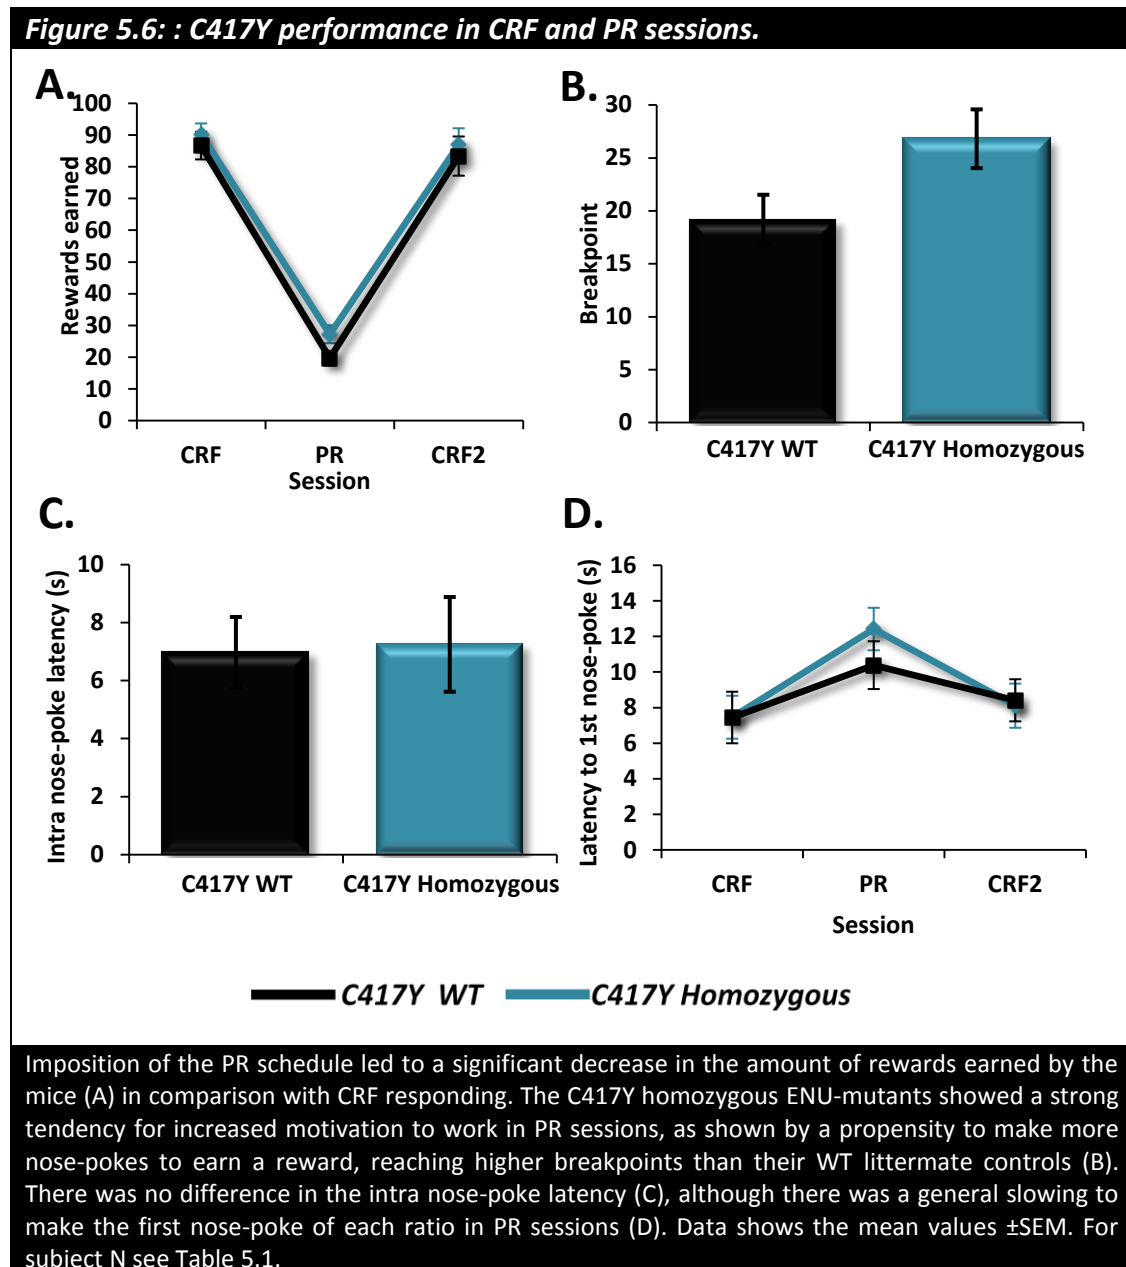 Figure 5.6: : C417Y performance in CRF and PR sessions.
A.
100
90
80
70
60
50
40
30
20
10
0
Rewards earned
CRF PR CRF2
Session
B.
30
25
20
15
10
5
0
Breakpoint
C417Y WT C417Y Homozygous
C.
10
8
6
4
2
0
Intra nose-poke latency (s)
C417Y WT C417Y Homozygous
D.
16
14
12
10
8
6
4
2
0
Latency to 1st nose-poke (s)
CRF PR CRF2
Session
C417Y WT C417Y Homozygous
Imposition of the PR schedule led to a significant decrease in the amount of rewards earned by the
mice (A) in comparison with CRF responding. The C417Y homozygous ENU-mutants showed a strong
tendency for increased motivation to work in PR sessions, as shown by a propensity to make more
nose-pokes to earn a reward, reaching higher breakpoints than their WT littermate controls (B).
There was no difference in the intra nose-poke latency (C), although there was a general slowing to
make the first nose-poke of each ratio in PR sessions (D). Data shows the mean values ±SEM. For
subject N see Table 5.1.